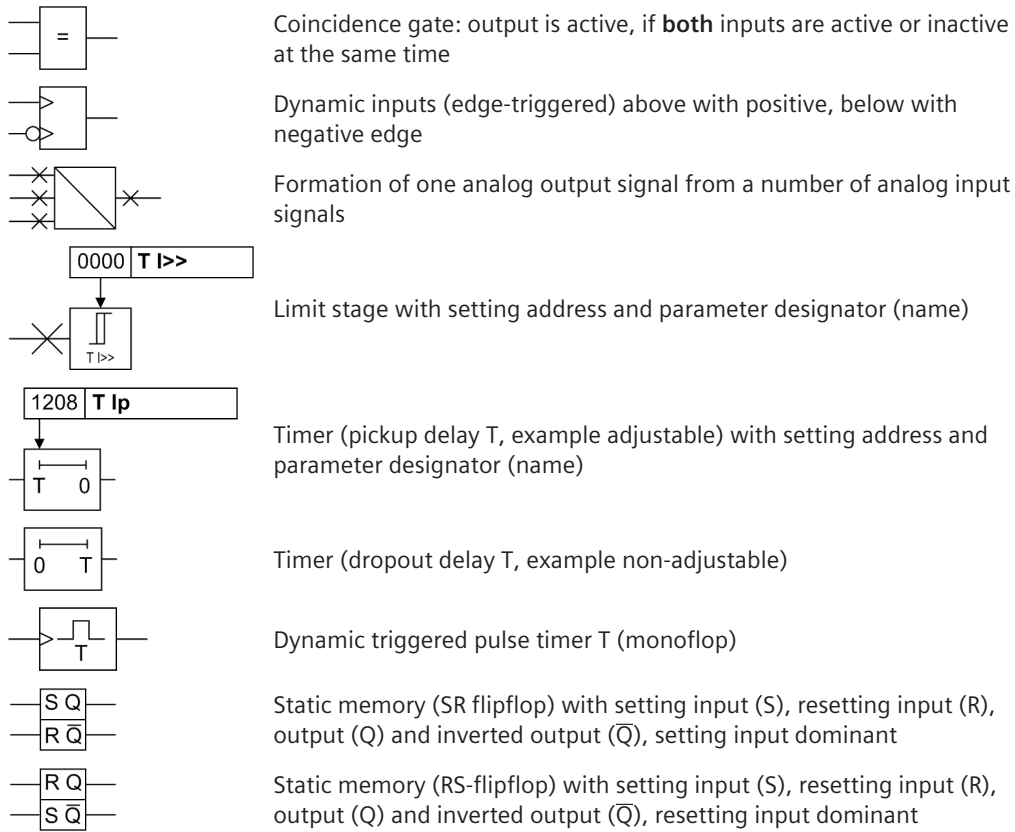 =
Coincidence gate: output is active, if both inputs are active or inactive
at the same time
Dynamic inputs (edge-triggered) above with positive, below with
negative edge
Formation of one analog output signal from a number of analog input
signals
0000 T I>>
T I>>
Limit stage with setting address and parameter designator (name)
1208 T Ip
T 0
Timer (pickup delay T, example adjustable) with setting address and
parameter designator (name)
0 T
Timer (dropout delay T, example non-adjustable)
T
Dynamic triggered pulse timer T (monoflop)
S Q
R Q̅
Static memory (SR flipflop) with setting input (S), resetting input (R),
output (Q) and inverted output (Q̅), setting input dominant
R Q
S Q̅
Static memory (RS-flipflop) with setting input (S), resetting input (R),
output (Q) and inverted output (Q̅), resetting input dominant